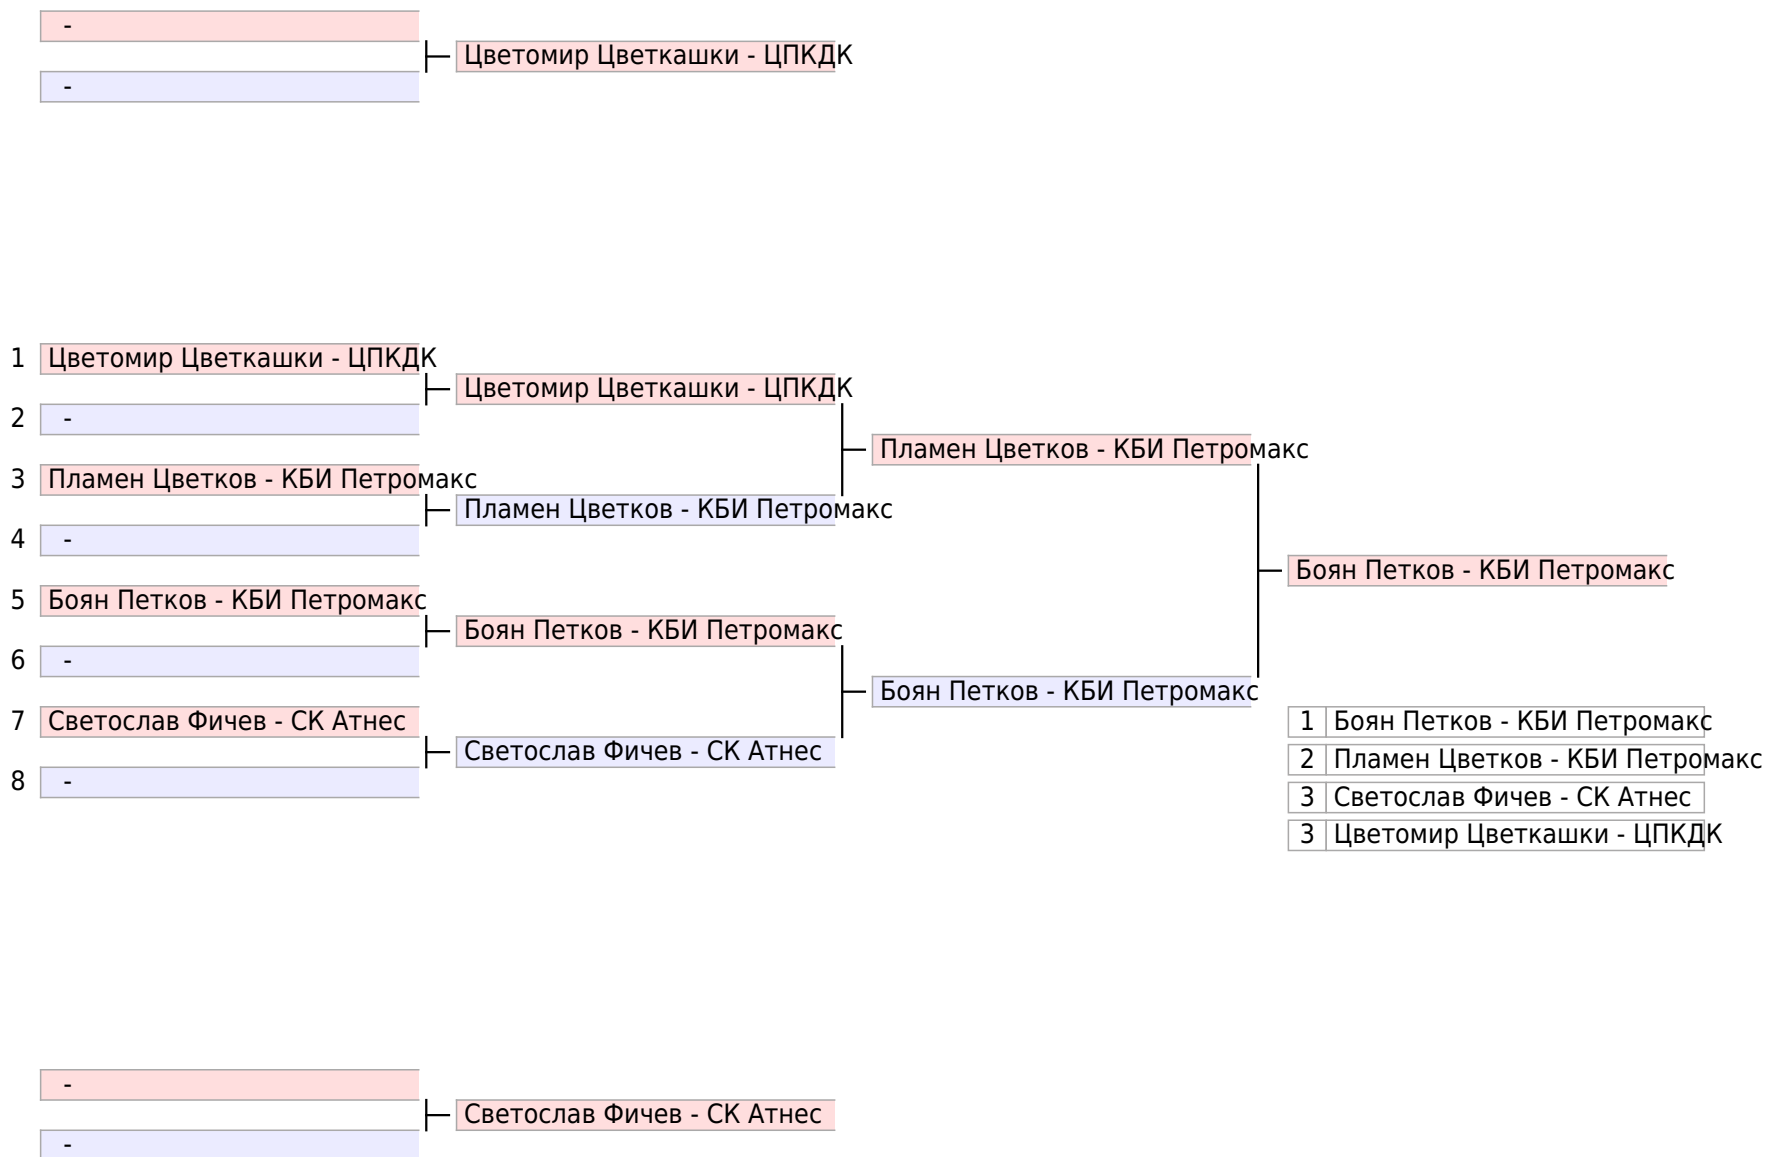 -
Цветомир Цветкашки - ЦПКДК
-
1 Цветомир Цветкашки - ЦПКДК
Цветомир Цветкашки - ЦПКДК
2 -
Пламен Цветков - КБИ Петромакс
3 Пламен Цветков - КБИ Петромакс
Пламен Цветков - КБИ Петромакс
4 -
Боян Петков - КБИ Петромакс
5 Боян Петков - КБИ Петромакс
Боян Петков - КБИ Петромакс
6 -
Боян Петков - КБИ Петромакс
7 Светослав Фичев - СК Атнес
Светослав Фичев - СК Атнес
8 -
1 Боян Петков - КБИ Петромакс
2 Пламен Цветков - КБИ Петромакс
3 Светослав Фичев - СК Атнес
3 Цветомир Цветкашки - ЦПКДК
-
Светослав Фичев - СК Атнес
-